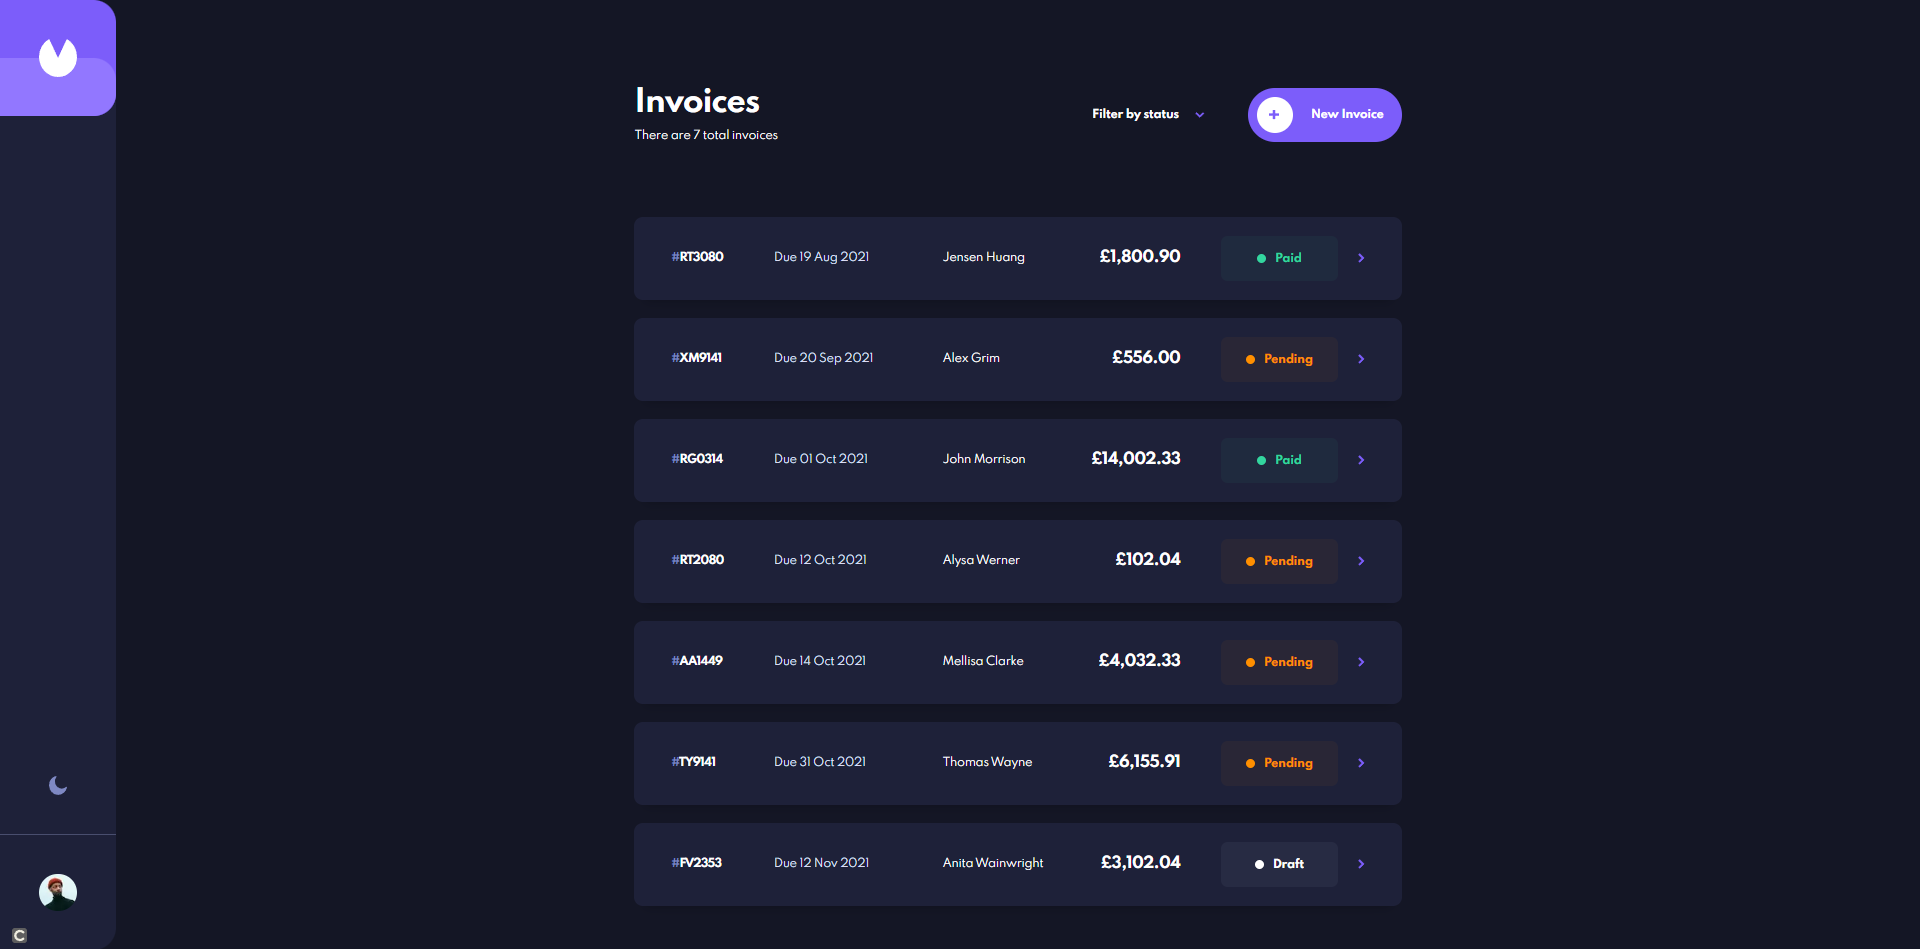 Invoices
There are 7 total invoices
Filter by status
New Invoice
#RT3080 Due 19 Aug 2021 Jensen Huang £1,800.90 Paid
#XM9141 Due 20 Sep 2021 Alex Grim £556.00 Pending
#RG0314 Due 01 Oct 2021 John Morrison £14,002.33 Paid
#RT2080 Due 12 Oct 2021 Alysa Werner £102.04 Pending
#AA1449 Due 14 Oct 2021 Mellisa Clarke £4,032.33 Pending
#TY9141 Due 31 Oct 2021 Thomas Wayne £6,155.91 Pending
#FV2353 Due 12 Nov 2021 Anita Wainwright £3,102.04 Draft
C